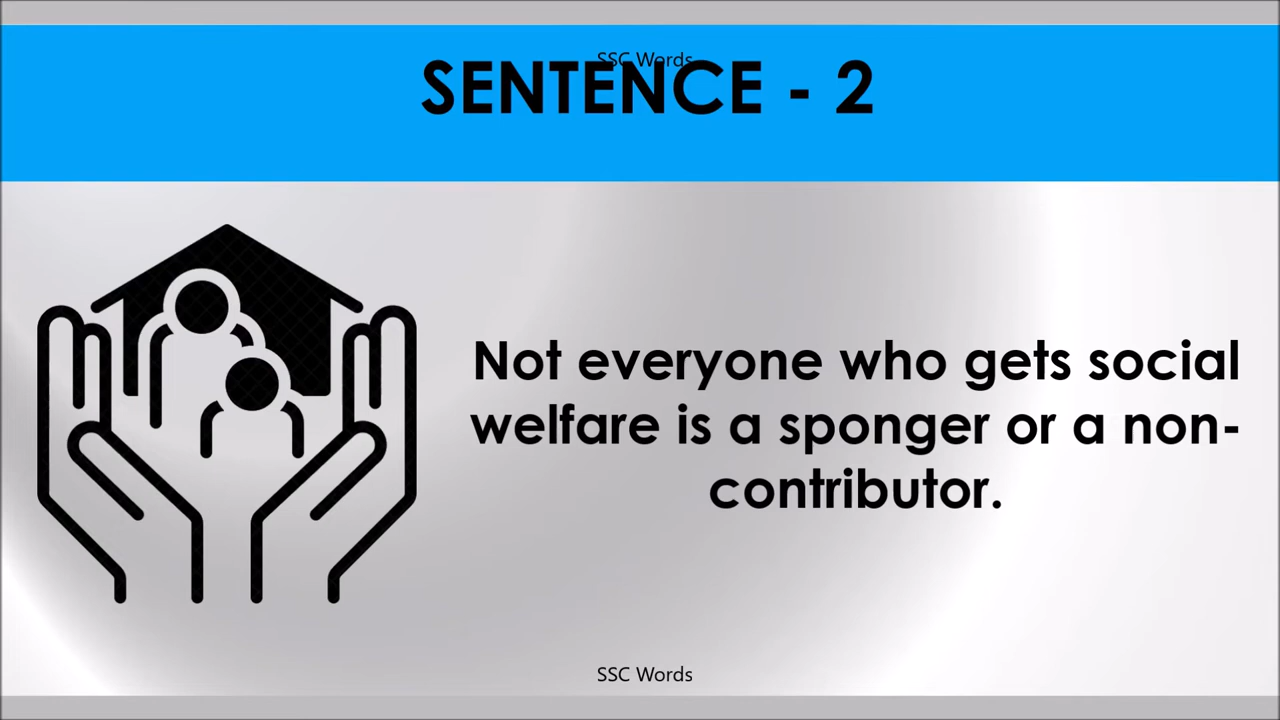 SSC Words
SENTENCE - 2
Not everyone who gets social
welfare is a sponger or a non-
contributor.
SSC Words